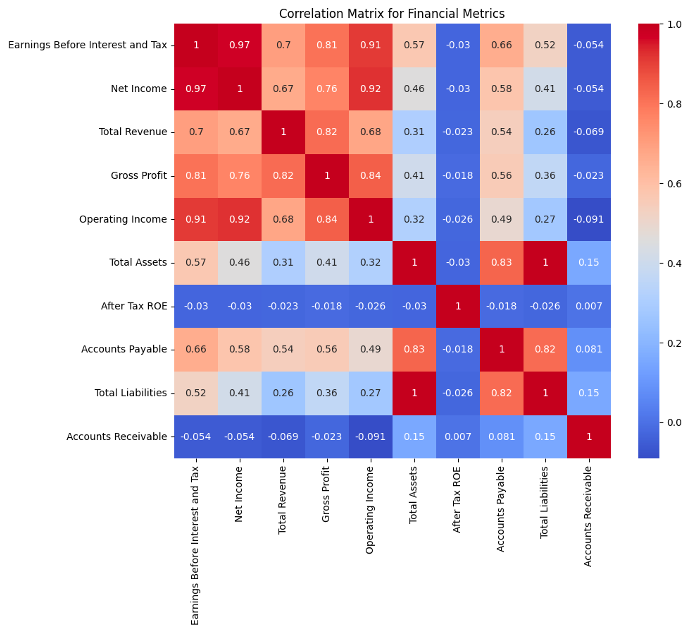 Correlation Matrix for Financial Metrics
Earnings Before Interest and Tax 1 0.97 0.7 0.81 0.91 0.57 -0.03 0.66 0.52 -0.054
Net Income 0.97 1 0.67 0.76 0.92 0.46 -0.03 0.58 0.41 -0.054
Total Revenue 0.7 0.67 1 0.82 0.68 0.31 -0.023 0.54 0.26 -0.069
Gross Profit 0.81 0.76 0.82 1 0.84 0.41 -0.018 0.56 0.36 -0.023
Operating Income 0.91 0.92 0.68 0.84 1 0.32 -0.026 0.49 0.27 -0.091
Total Assets 0.57 0.46 0.31 0.41 0.32 1 -0.03 0.83 1 0.15
After Tax ROE -0.03 -0.03 -0.023 -0.018 -0.026 -0.03 1 -0.018 -0.026 0.007
Accounts Payable 0.66 0.58 0.54 0.56 0.49 0.83 -0.018 1 0.82 0.081
Total Liabilities 0.52 0.41 0.26 0.36 0.27 1 -0.026 0.82 1 0.15
Accounts Receivable -0.054 -0.054 -0.069 -0.023 -0.091 0.15 0.007 0.081 0.15 1
Earnings Before Interest and Tax
Net Income
Total Revenue
Gross Profit
Operating Income
Total Assets
After Tax ROE
Accounts Payable
Total Liabilities
Accounts Receivable
1.0
0.8
0.6
0.4
0.2
0.0